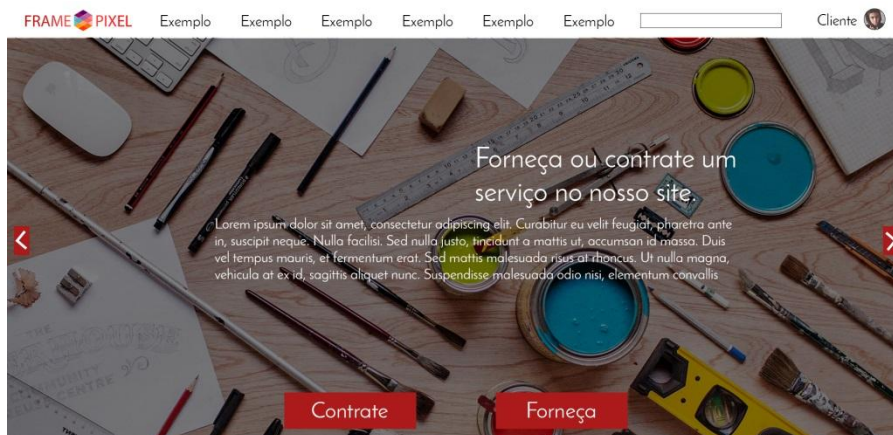 FRAME PIXEL Exemplo Exemplo Exemplo Exemplo Exemplo Exemplo Cliente
Forneça ou contrate um
serviço no nosso site.
Lorem ipsum dolor sit amet, consectetur adipiscing elit. Curabitur eu velit feugiat, pharetra ante
in, suscipit neque. Nulla facilisi. Sed nulla justo, tincidunt a mattis ut, accumsan id massa. Duis
vel tempus mauris, et fermentum erat. Sed mattis malesuada risus at rhoncus. Ut nulla magna,
vehicula at ex id, sagittis aliquet nunc. Suspendisse malesuada odio nisi, elementum convallis
THE
CENTRE
Contrate Forneça